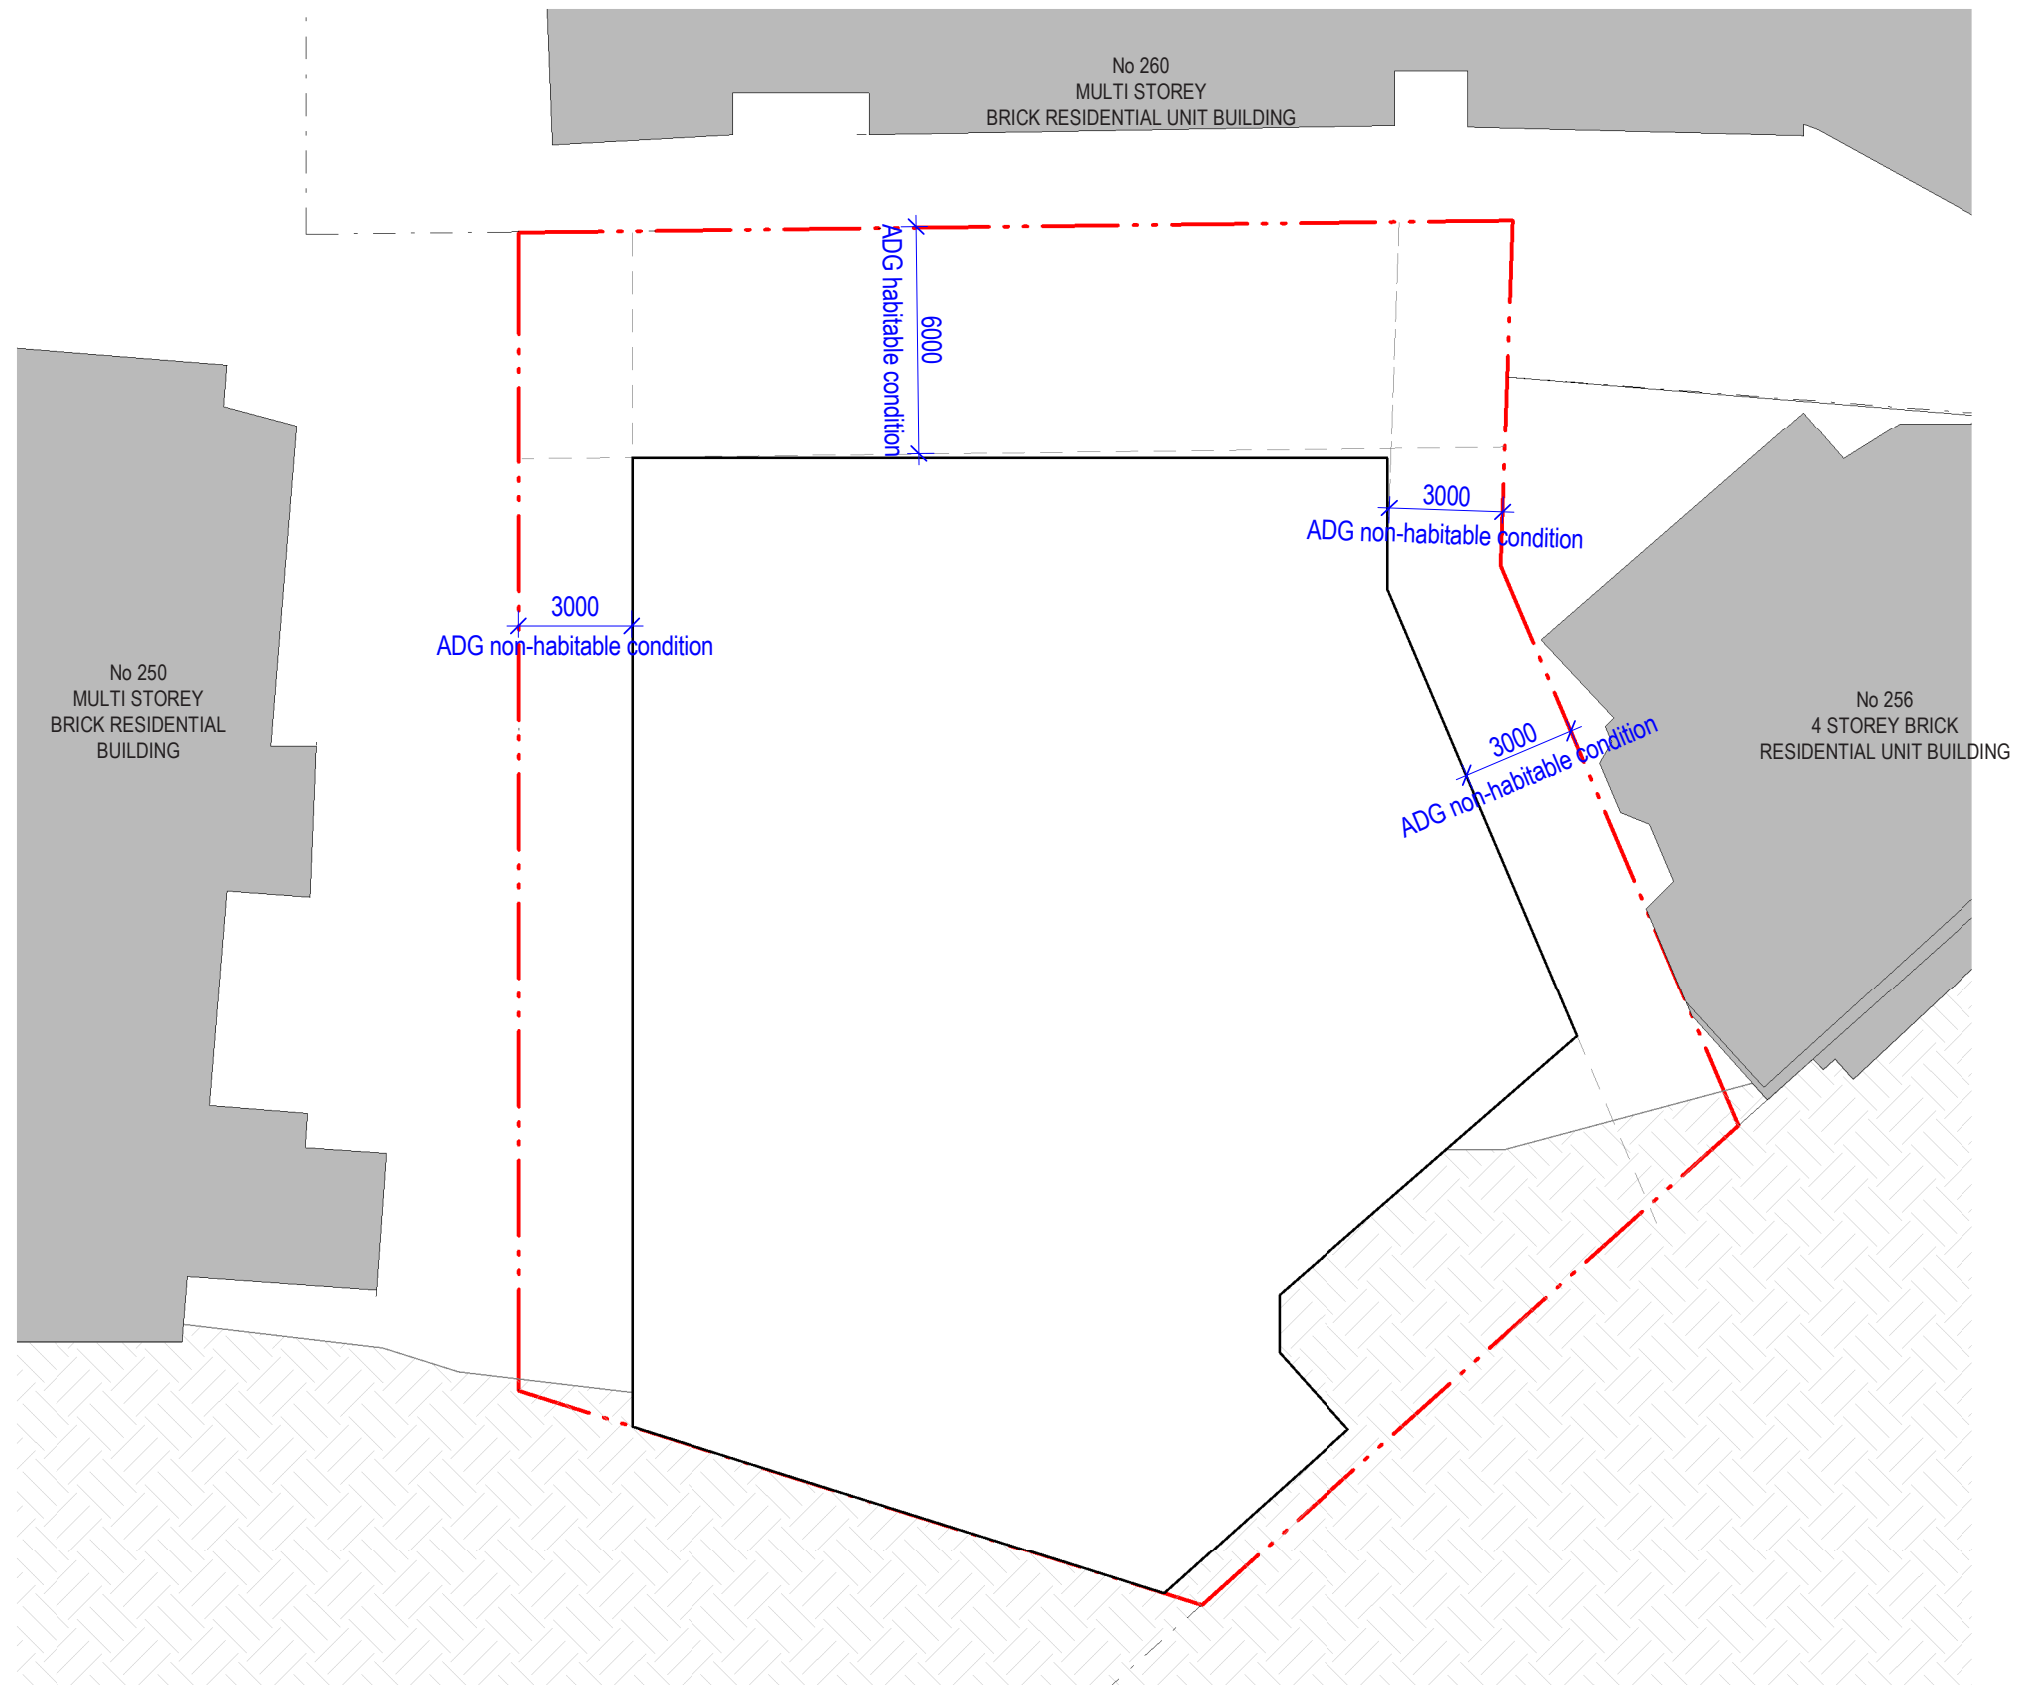 No 260
MULTI STOREY
BRICK RESIDENTIAL UNIT BUILDING
6000
ADG habitable condition
3000
ADG non-habitable condition
3000
ADG non-habitable condition
No 250
MULTI STOREY
BRICK RESIDENTIAL
BUILDING
3000
ADG non-habitable condition
No 256
4 STOREY BRICK
RESIDENTIAL UNIT BUILDING